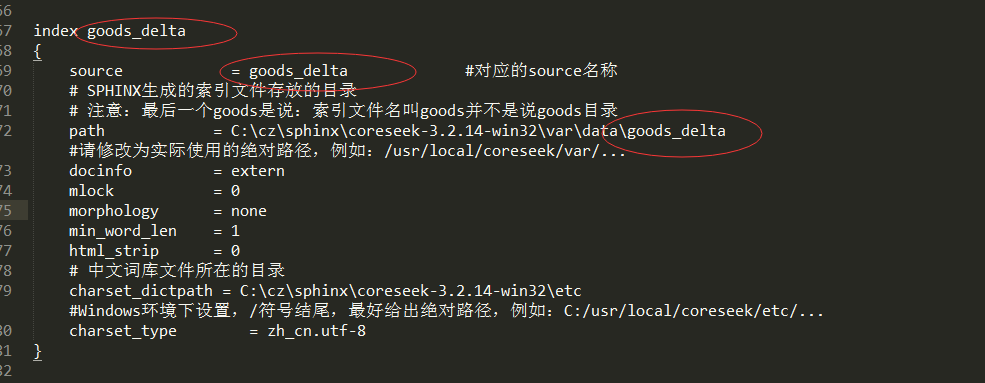 66
67 index goods_delta
68 {
69 source = goods_delta #对应的source名称
70 # SPHINX生成的索引文件存放的目录
71 # 注意：最后一个goods是说：索引文件名叫goods并不是说goods目录
72 path = C:\cz\sphinx\coreseek-3.2.14-win32\var\data\goods_delta
#请修改为实际使用的绝对路径，例如：/usr/local/coreseek/var/...
73 docinfo = extern
74 mlock = 0
75 morphology = none
76 min_word_len = 1
77 html_strip = 0
78 # 中文词库文件所在的目录
79 charset_dictpath = C:\cz\sphinx\coreseek-3.2.14-win32\etc
#Windows环境下设置，/符号结尾，最好给出绝对路径，例如：C:/usr/local/coreseek/etc/...
80 charset_type = zh_cn.utf-8
81 }
82